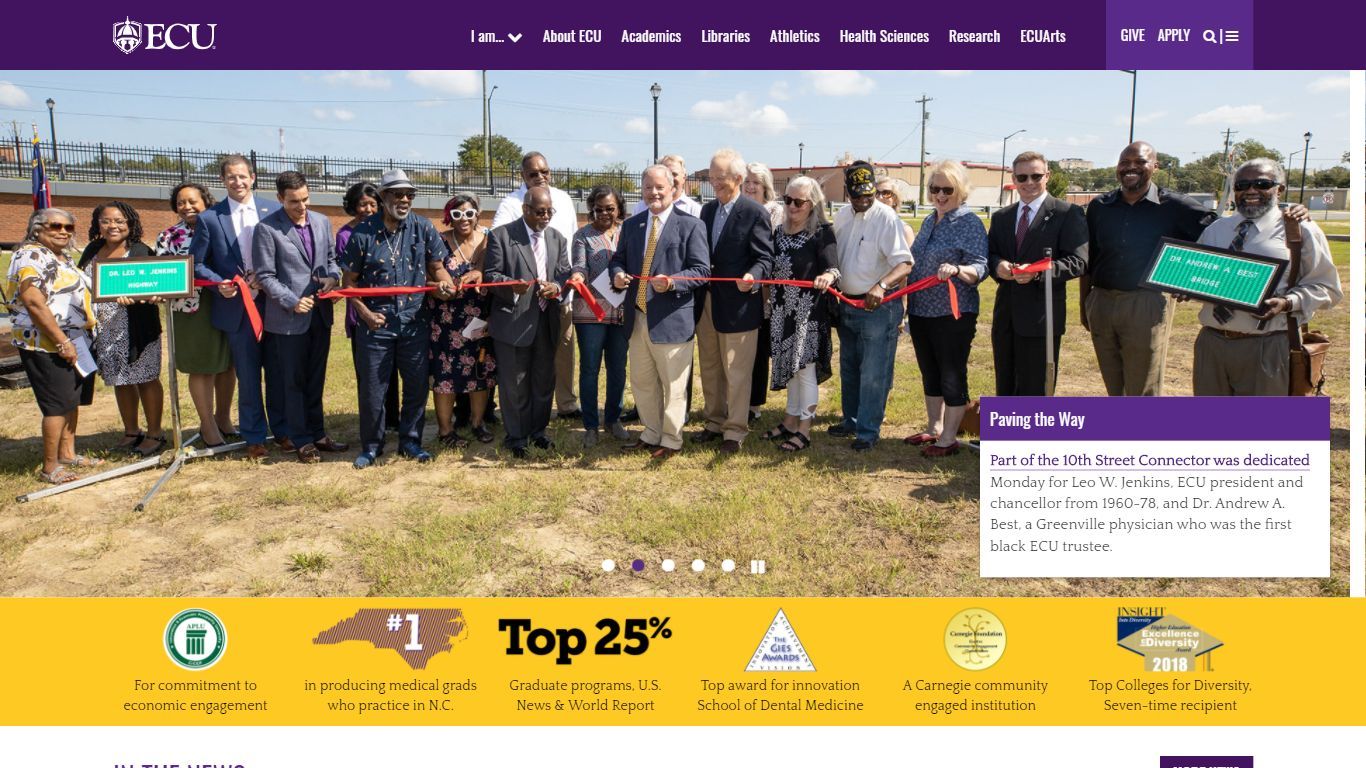 ECU
I am...
About ECU
Academics
Libraries
Athletics
Health Sciences
Research
ECUArts
GIVE
APPLY
DR. LEO W. JENKINS
HIGHWAY
DR ANDREW A BEST
BRIDGE
Paving the Way
Part of the 10th Street Connector was dedicated
Monday for Leo W. Jenkins, ECU president and
chancellor from 1960-78, and Dr. Andrew A.
Best, a Greenville physician who was the first
black ECU trustee.
APLU
For commitment to
economic engagement
#1
in producing medical grads
who practice in N.C.
Top 25%
Graduate programs, U.S.
News & World Report
INNOVATION
ACHIEVEMENT
THE
GIES
AWARDS
VISION
Top award for innovation
School of Dental Medicine
Carnegie Foundation
A Carnegie community
engaged institution
INSIGHT
Into Diversity
Higher Education
Excellence
Diversity
Award
2018
Top Colleges for Diversity,
Seven-time recipient
IN THE NEWS